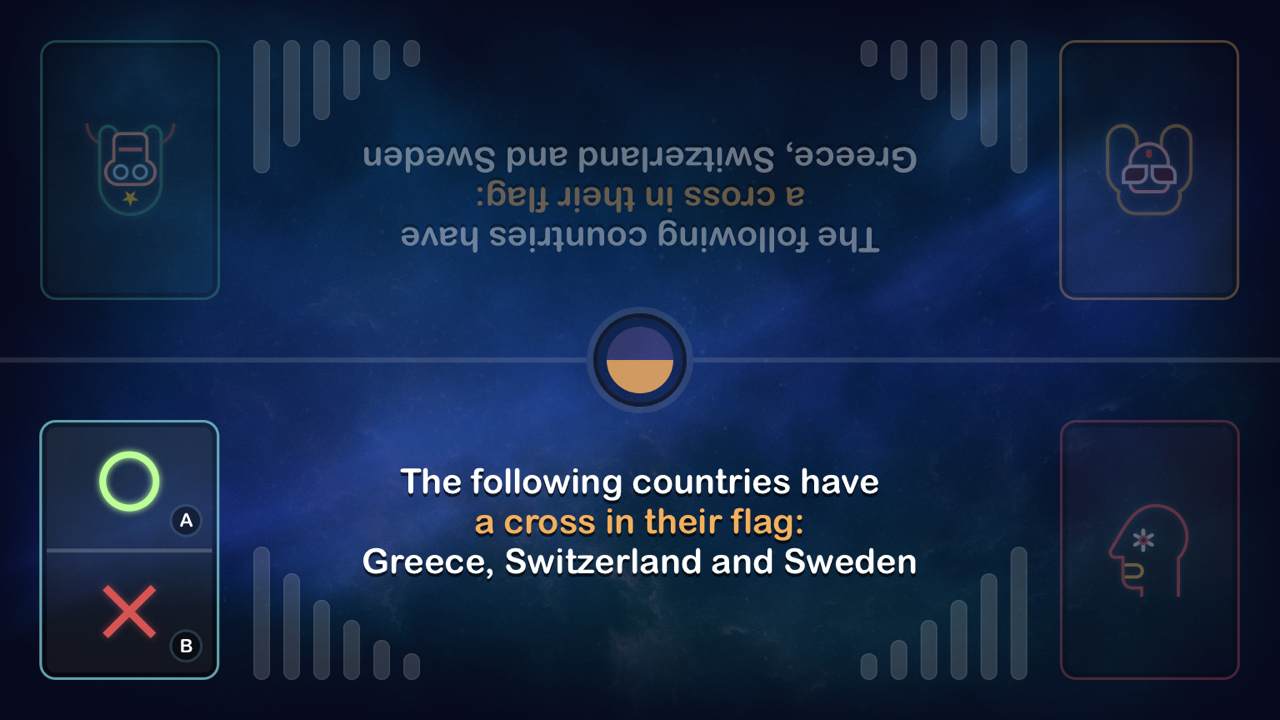 The following countries have
a cross in their flag:
Greece, Switzerland and Sweden
A
The following countries have
a cross in their flag:
Greece, Switzerland and Sweden
B